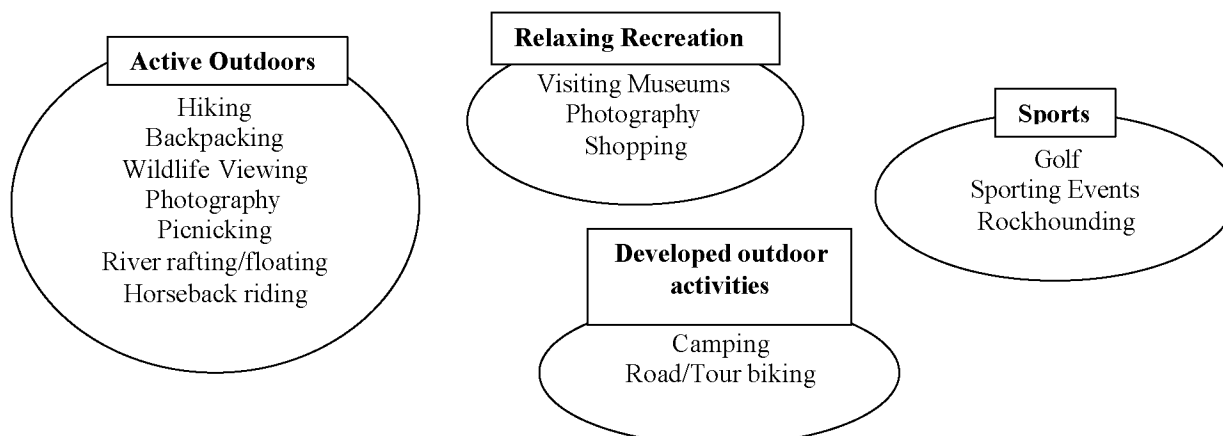 Active Outdoors
Hiking
Backpacking
Wildlife Viewing
Photography
Picnicking
River rafting/floating
Horseback riding
Relaxing Recreation
Visiting Museums
Photography
Shopping
Developed outdoor
activities
Camping
Road/Tour biking
Sports
Golf
Sporting Events
Rockhounding